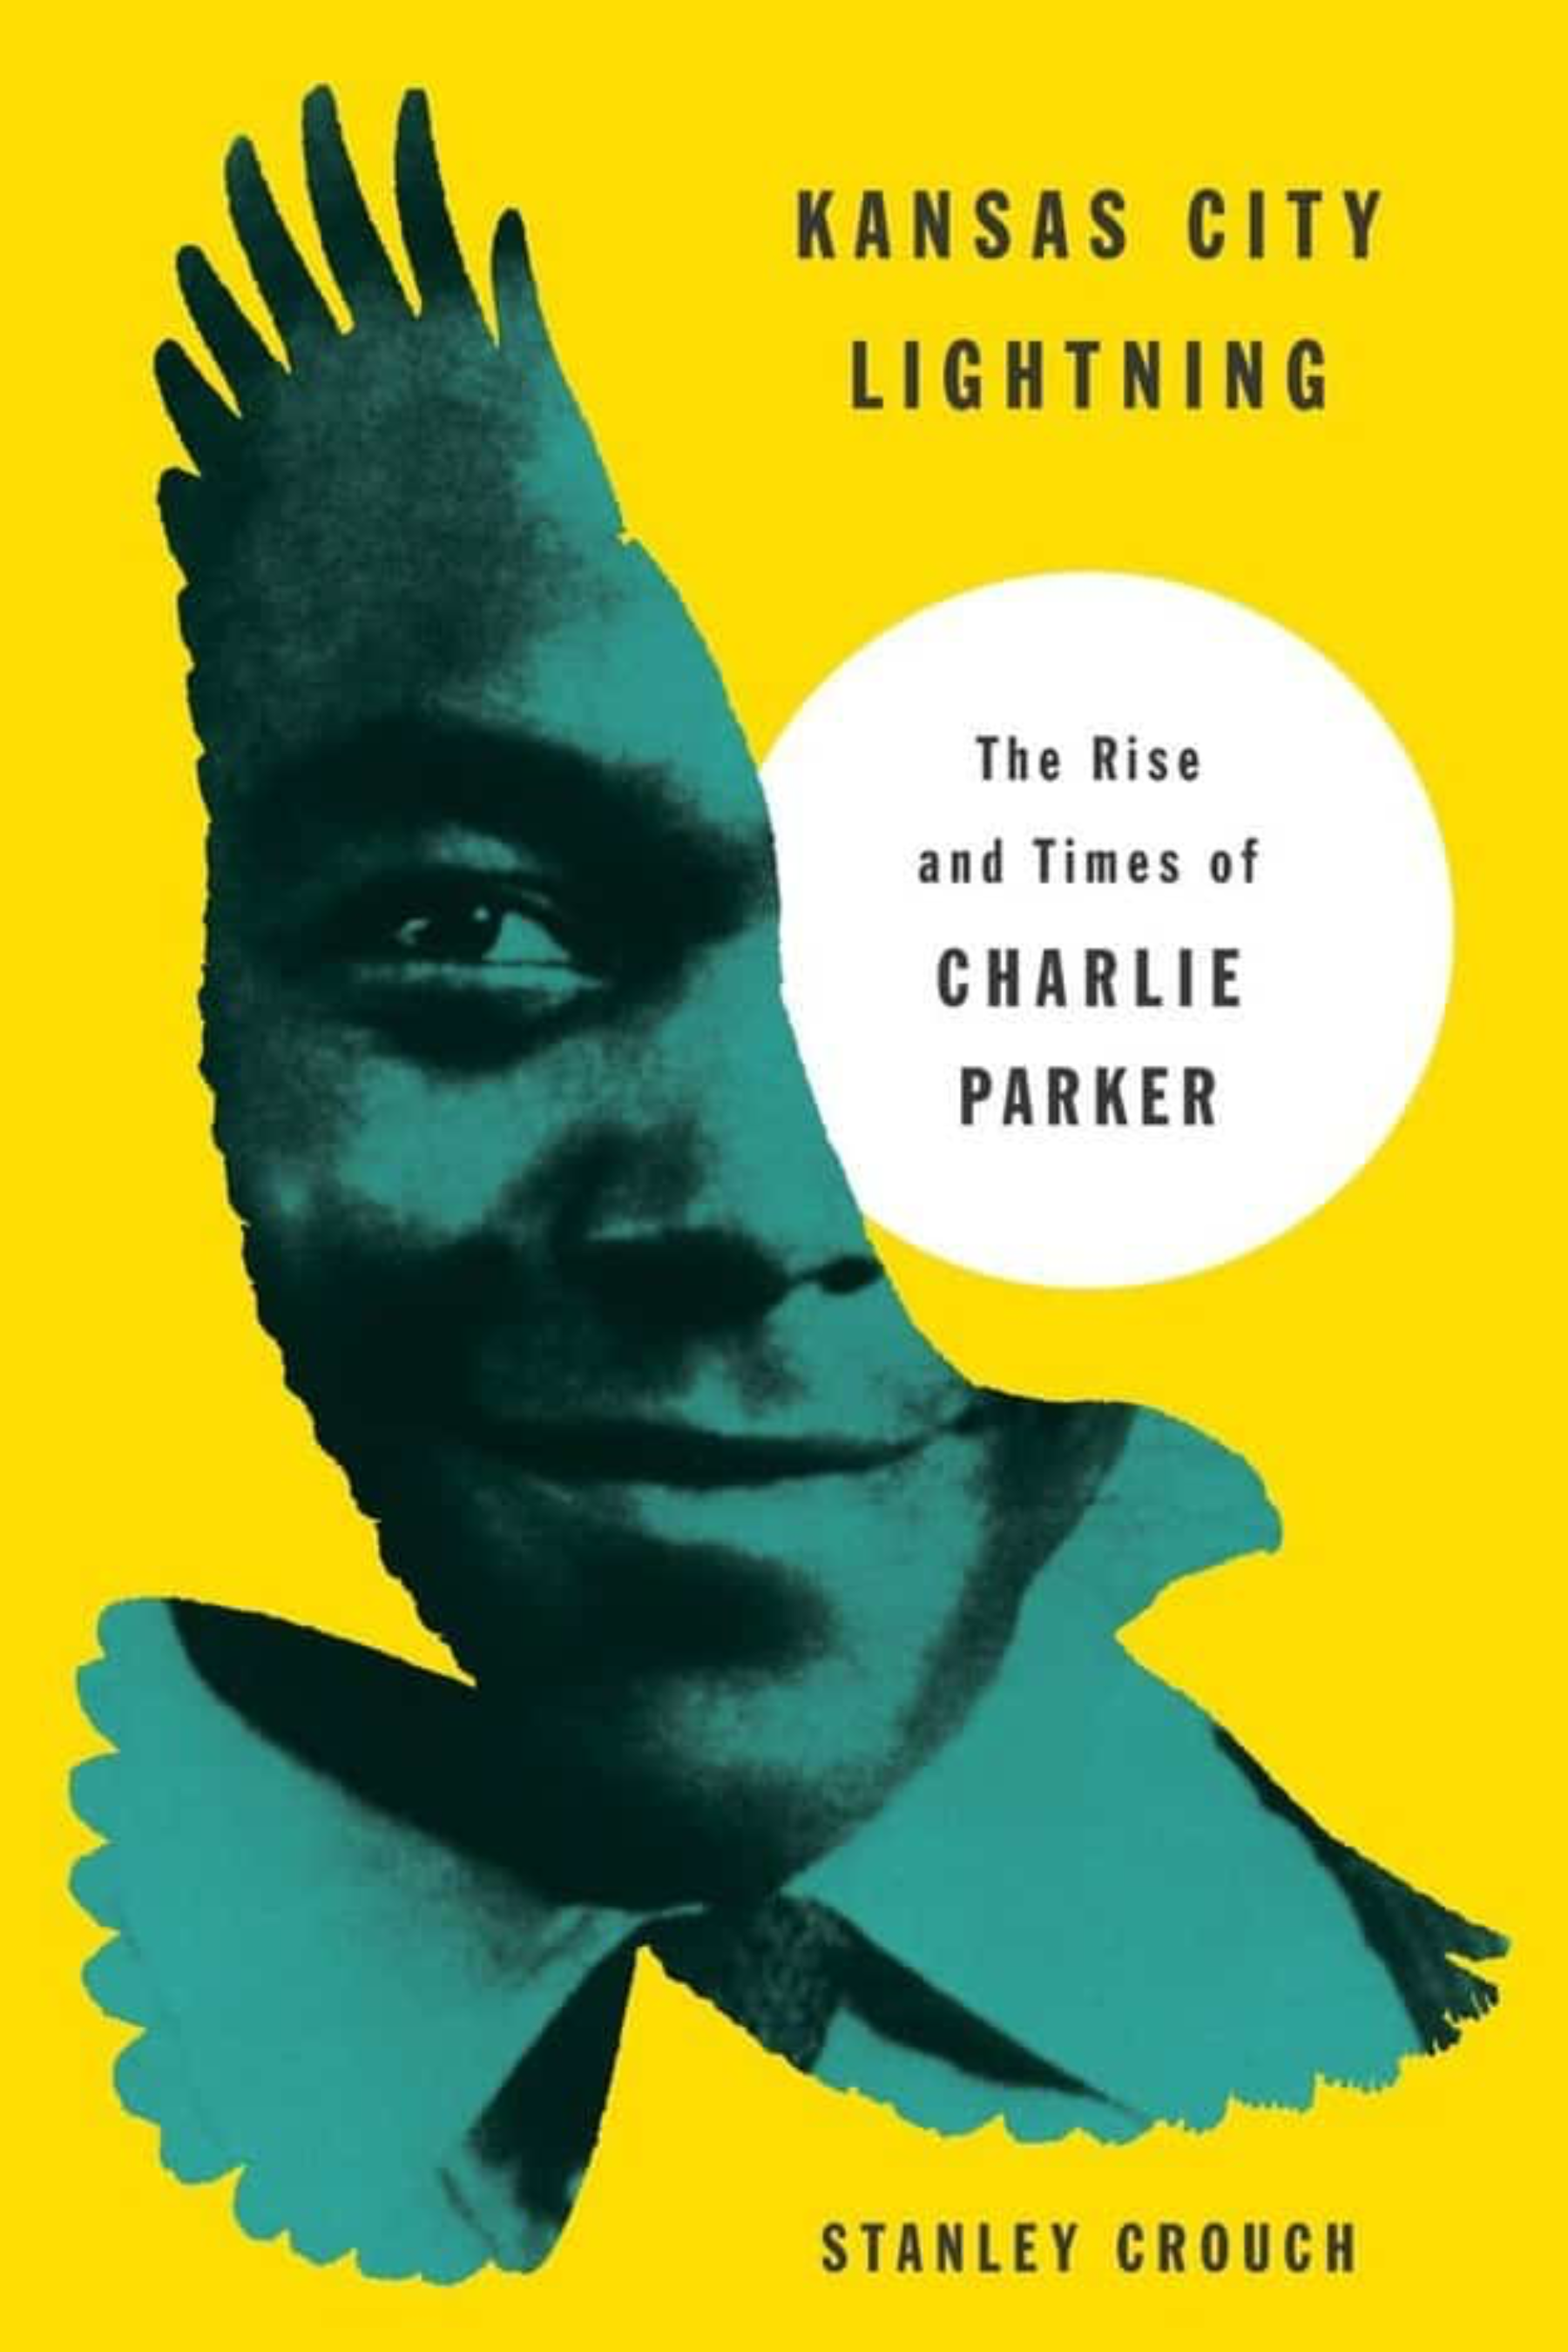 KANSAS CITY
LIGHTNING
The Rise
and Times of
CHARLIE
PARKER
STANLEY CROUCH